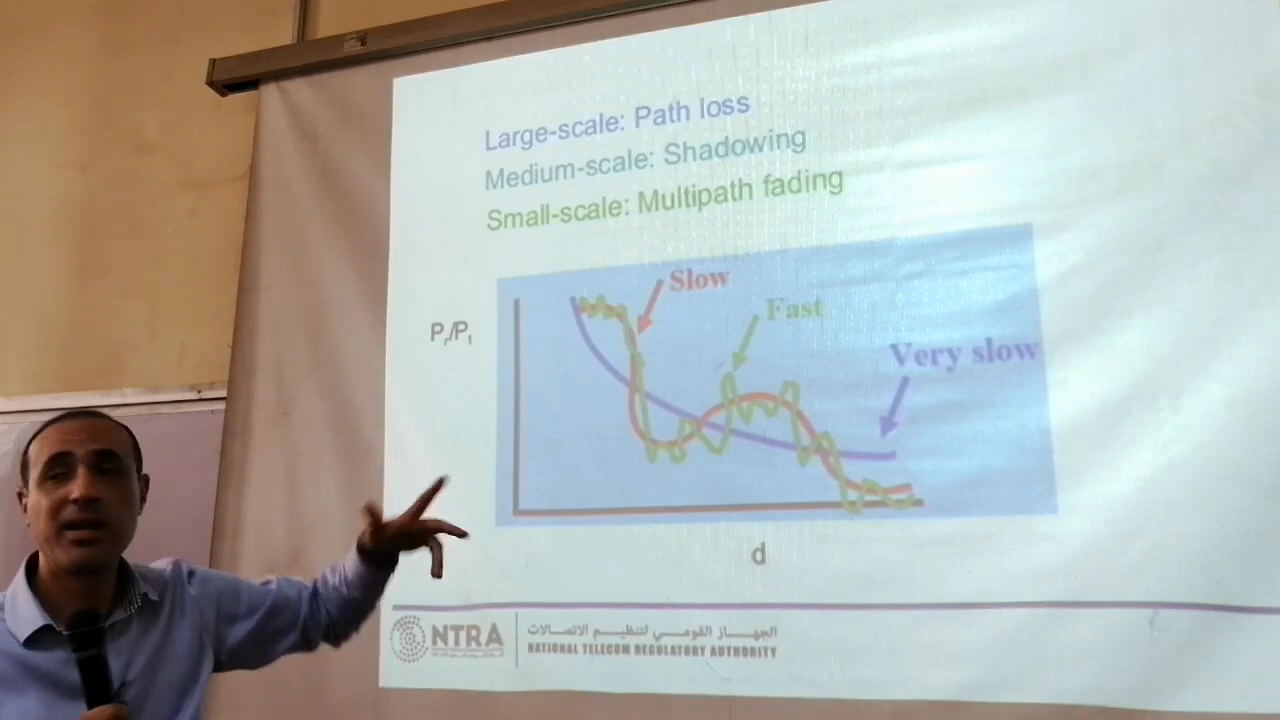 Large-scale: Path loss
Medium-scale: Shadowing
Small-scale: Multipath fading
Slow
Fast
Very slow
Pr/Pt
d
NTRA
الجهاز القومي لتنظيم الاتصالات
NATIONAL TELECOM REGULATORY AUTHORITY